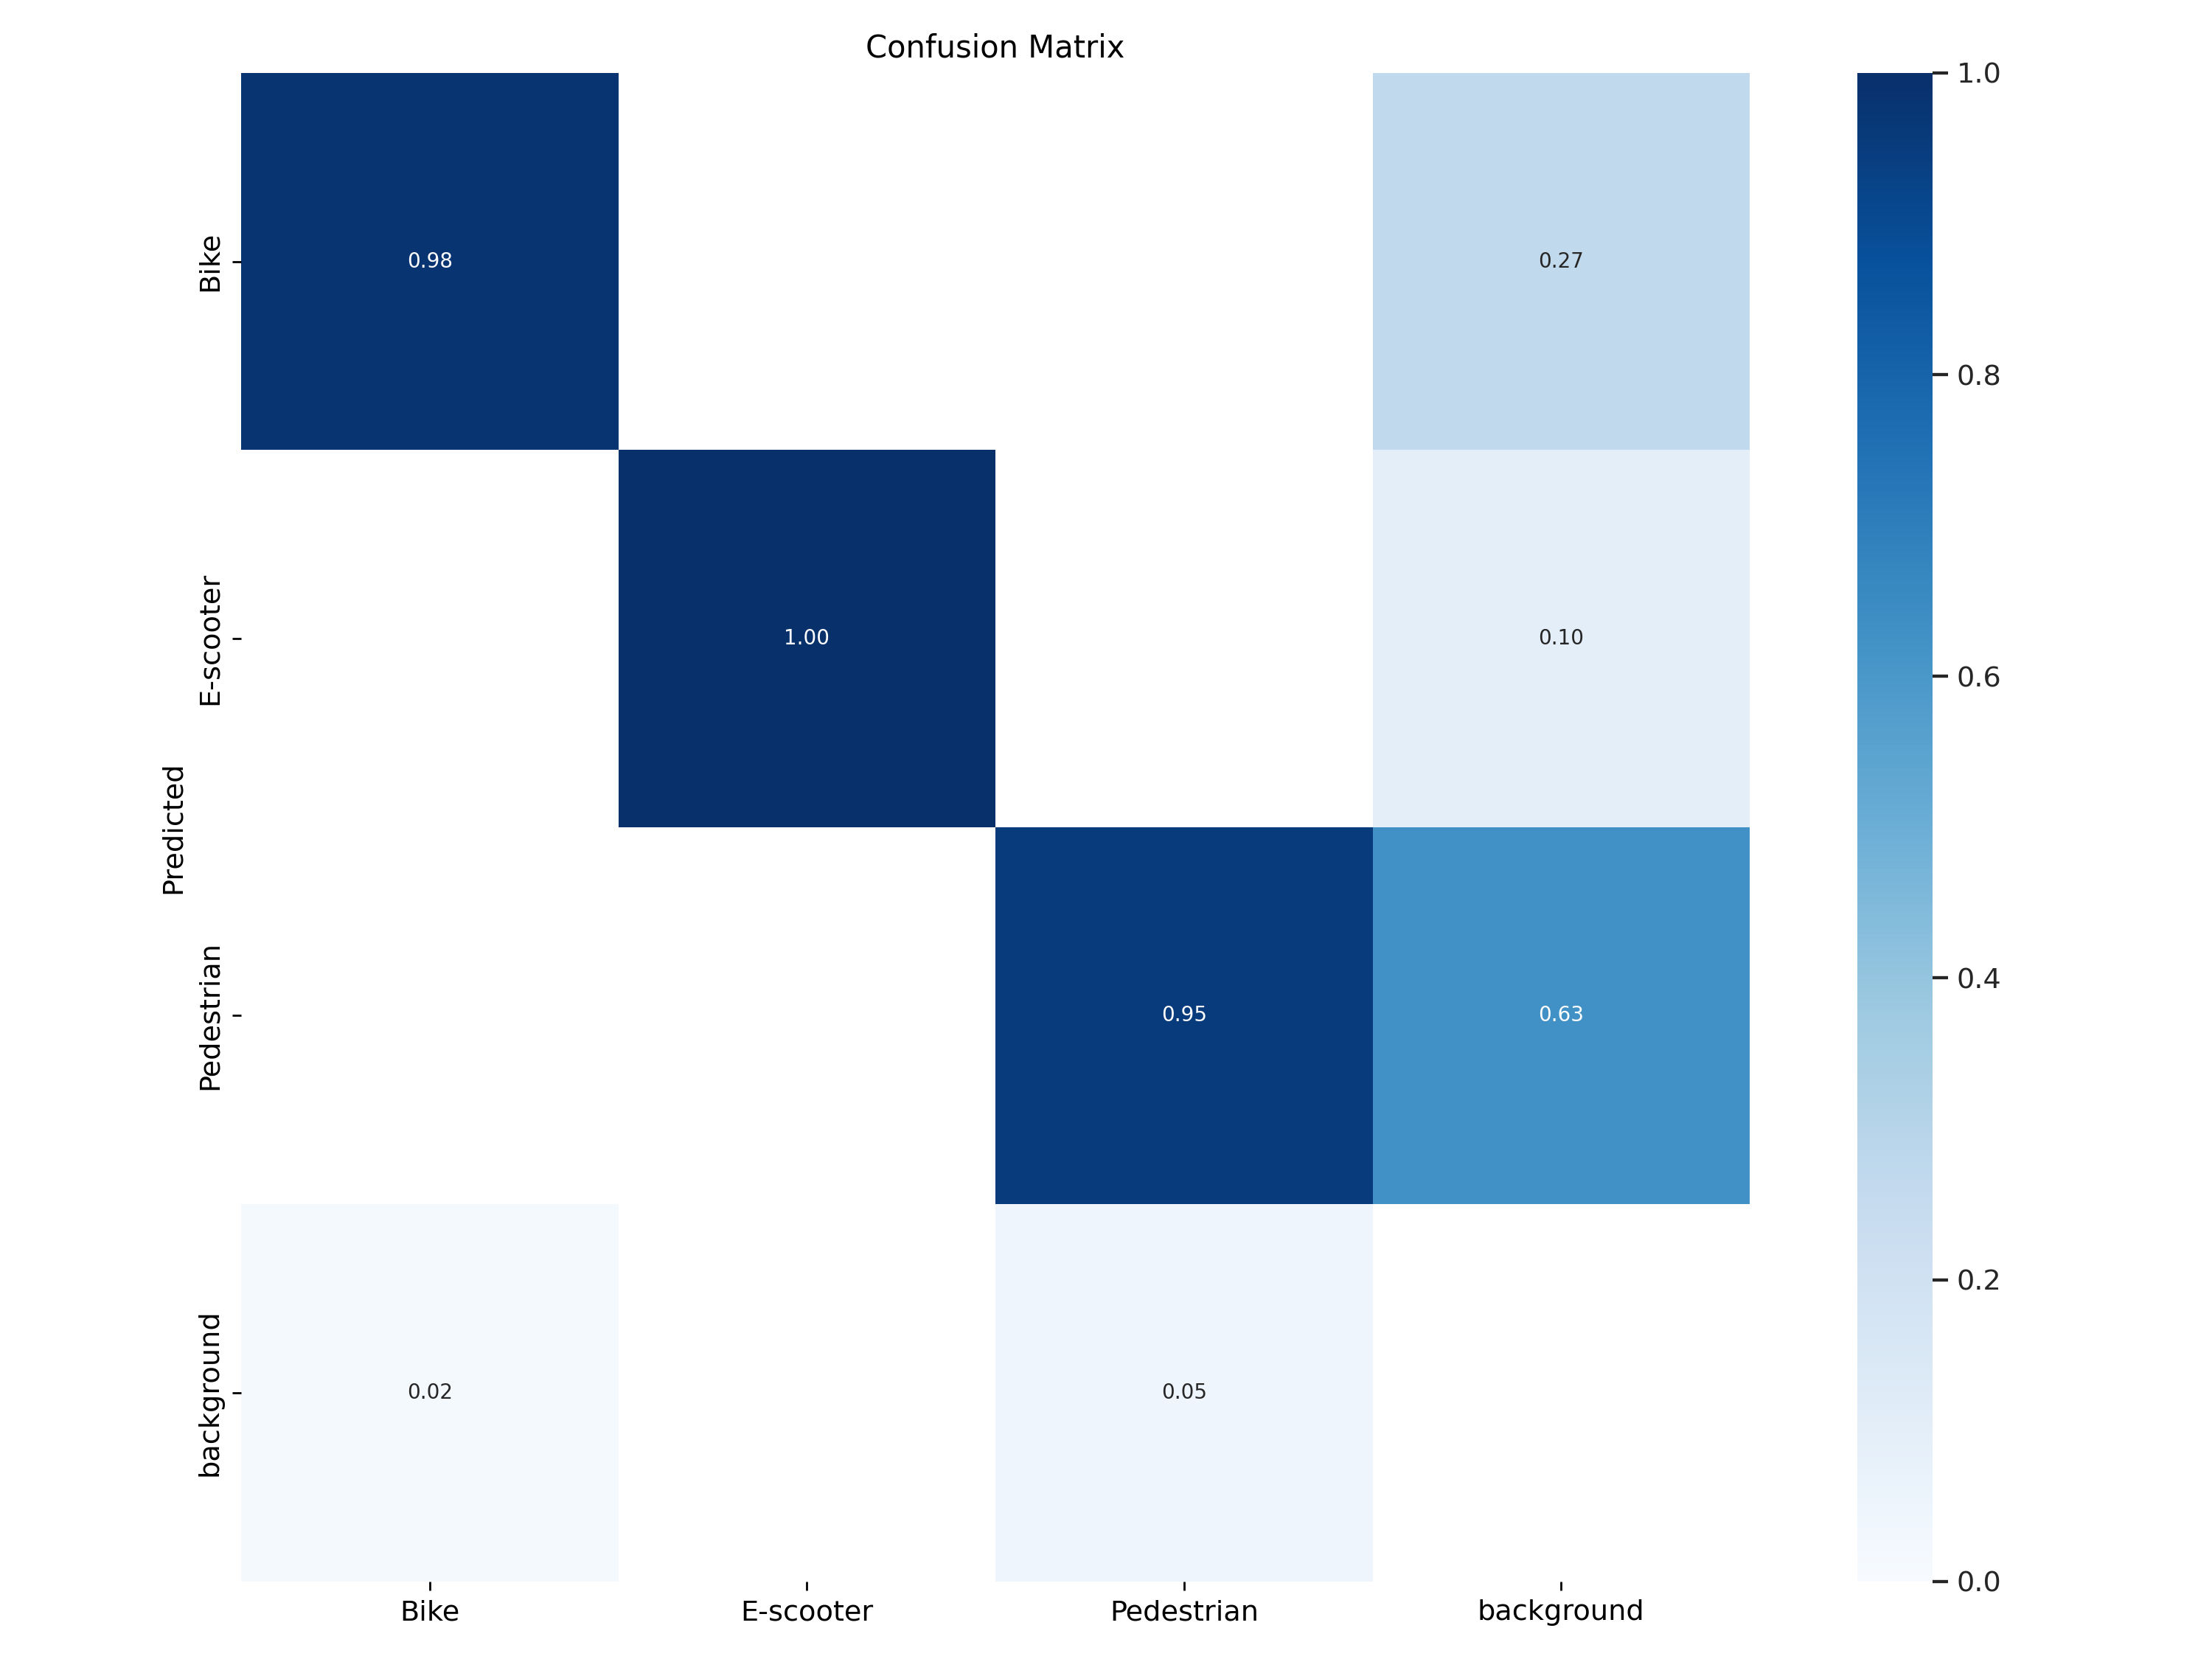 Confusion Matrix
Predicted
Bike
E-scooter
Pedestrian
background
0.98
0.27
1.00
0.10
0.95
0.63
0.02
0.05
Bike
E-scooter
Pedestrian
background
1.0
0.8
0.6
0.4
0.2
0.0